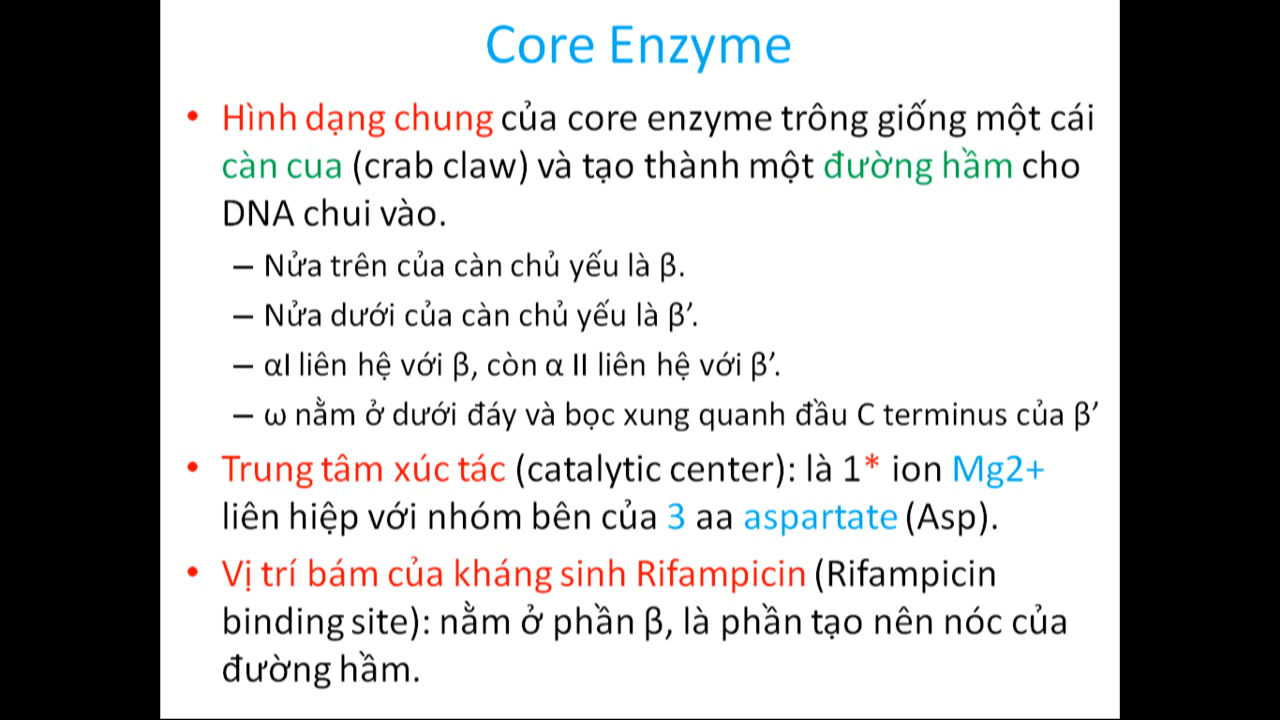 Core Enzyme
• Hình dạng chung của core enzyme trông giống một cái
càn cua (crab claw) và tạo thành một đường hầm cho
DNA chui vào.
– Nửa trên của càn chủ yếu là β.
– Nửa dưới của càn chủ yếu là β’.
– αI liên hệ với β, còn α II liên hệ với β’.
– ω nằm ở dưới đáy và bọc xung quanh đầu C terminus của β’
• Trung tâm xúc tác (catalytic center): là 1* ion Mg2+
liên hiệp với nhóm bên của 3 aa aspartate (Asp).
• Vị trí bám của kháng sinh Rifampicin (Rifampicin
binding site): nằm ở phần β, là phần tạo nên nóc của
đường hầm.